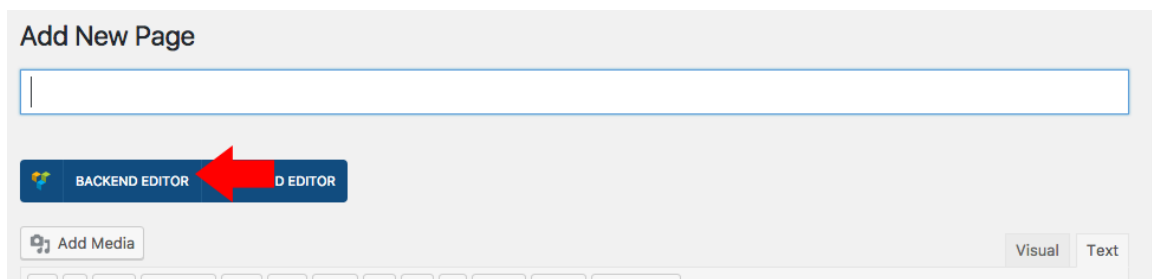 Add New Page
BACKEND EDITOR D EDITOR
Add Media
Visual Text